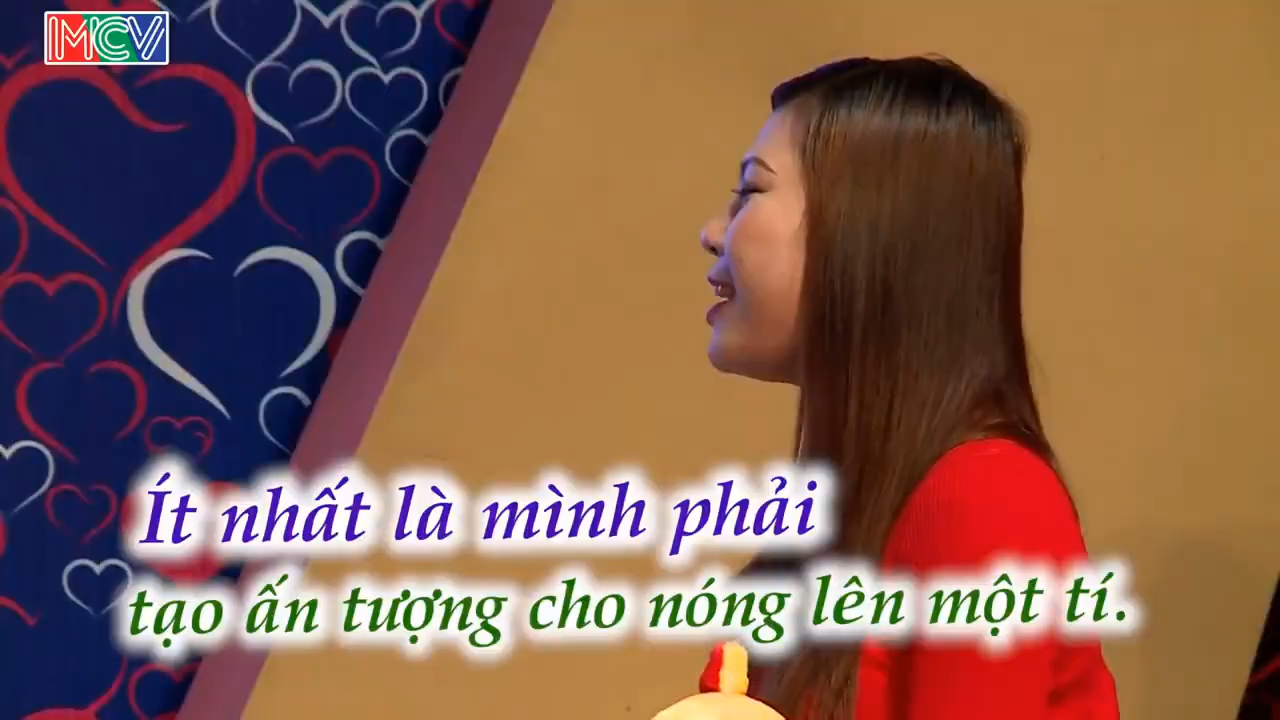 MCV
Ít nhất là mình phải
tạo ấn tượng cho nóng lên một tí.